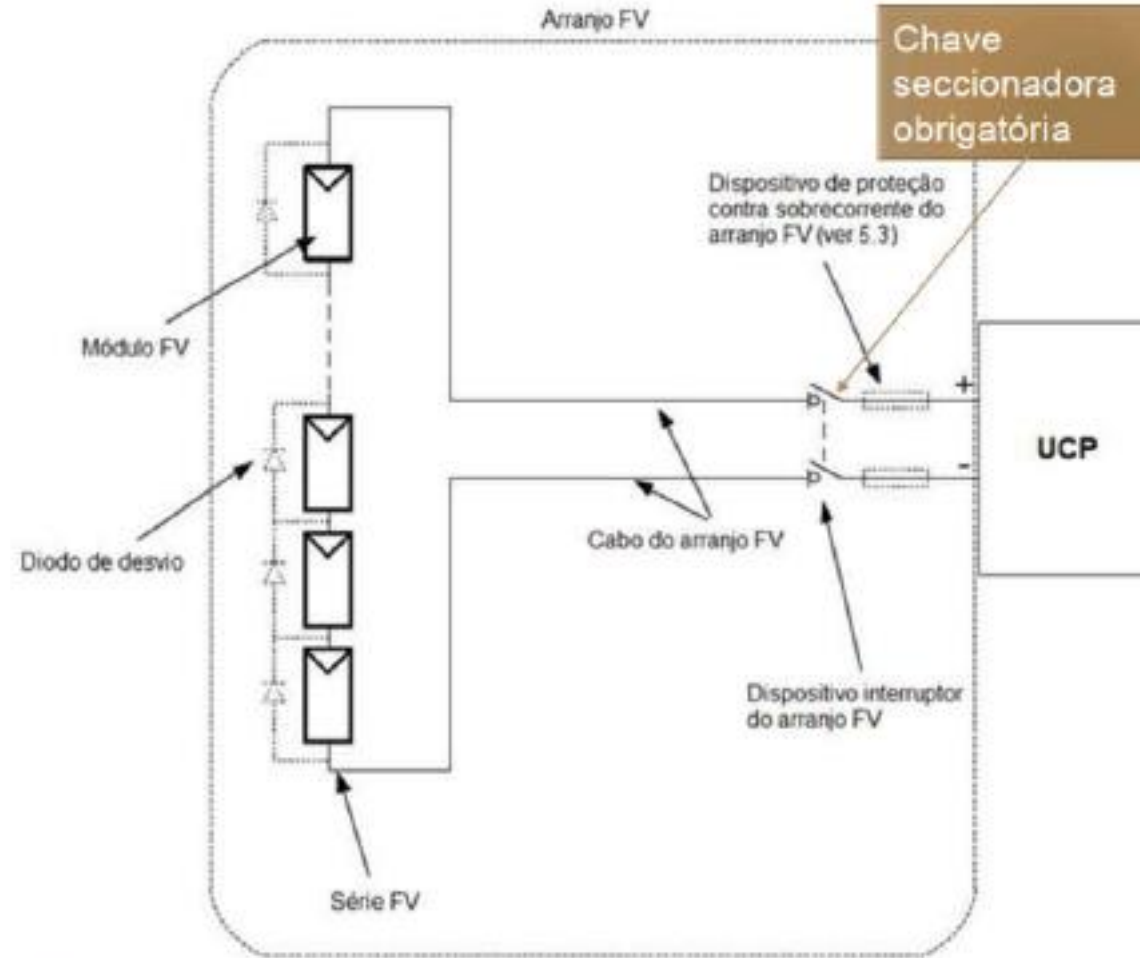 Arranjo FV
Chave
seccionadora
obrigatória
Dispositivo de proteção
contra sobrecorrente do
arranjo FV (ver 5.3)
Módulo FV
+
-
UCP
Cabo do arranjo FV
Diodo de desvio
Dispositivo interruptor
do arranjo FV
Série FV